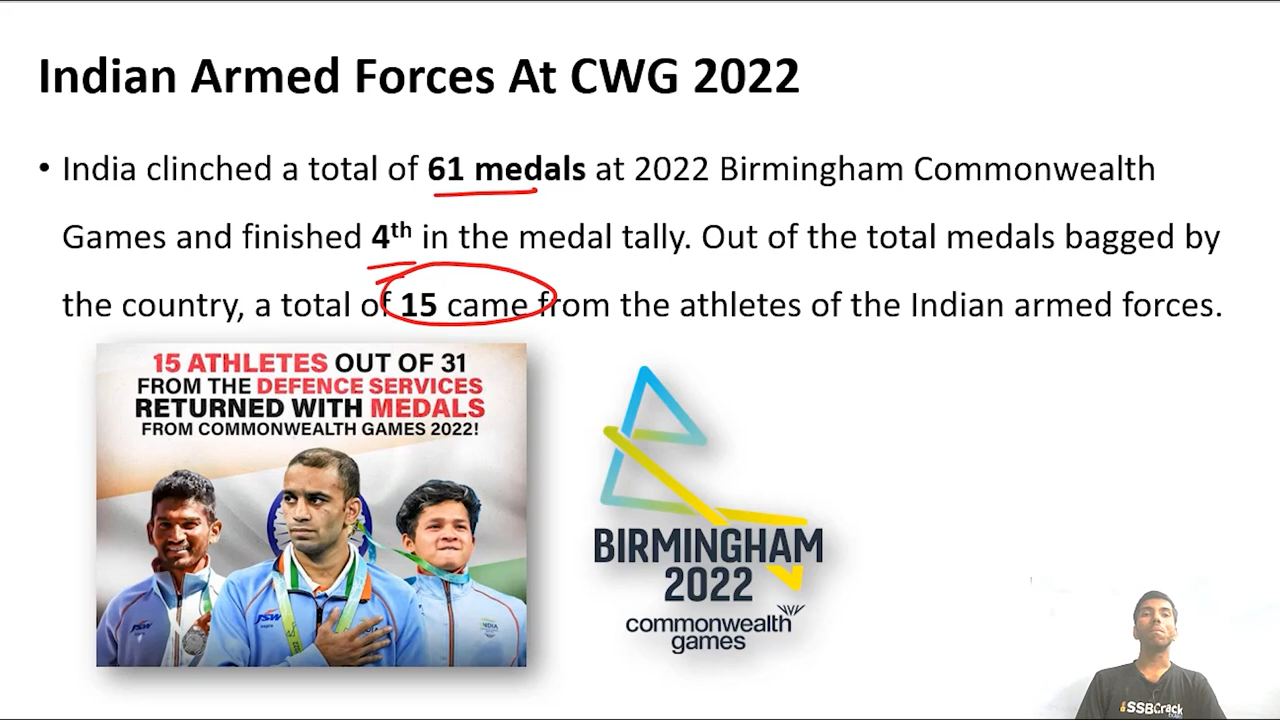 Indian Armed Forces At CWG 2022
• India clinched a total of 61 medals at 2022 Birmingham Commonwealth
Games and finished 4th in the medal tally. Out of the total medals bagged by
the country, a total of 15 came from the athletes of the Indian armed forces.
15 ATHLETES OUT OF 31
FROM THE DEFENCE SERVICES
RETURNED WITH MEDALS
FROM COMMONWEALTH GAMES 2022!
JSW
JSW
INDIA
BIRMINGHAM
2022
commonwealth
games
SSBCrack